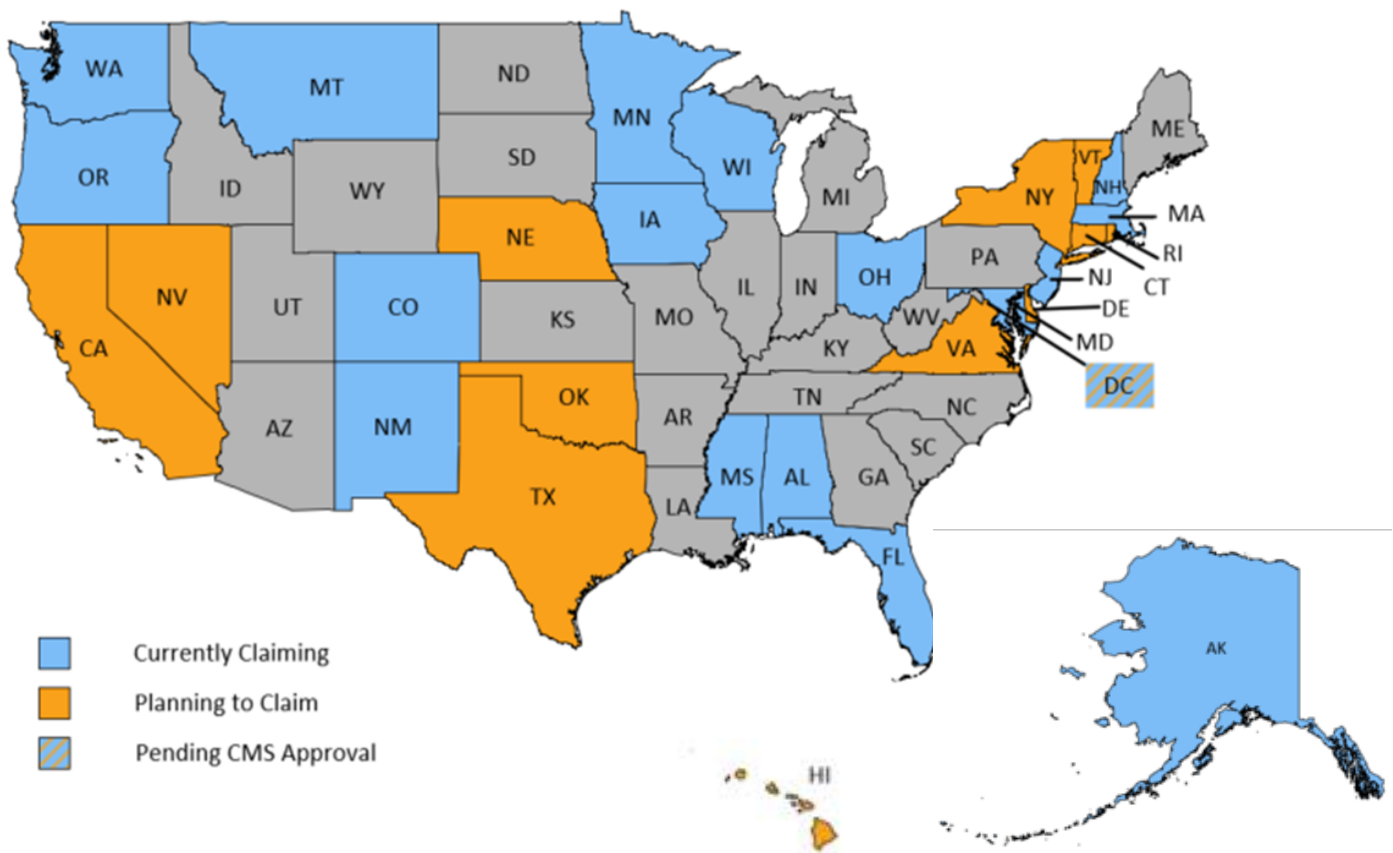 WA
MT
ND
MN
ME
OR
ID
SD
WI
VT
WY
MI
NH
NY
MA
IA
NE
RI
PA
NV
OH
NJ
CT
UT
CO
IL
IN
DE
KS
MO
WV
CA
KY
VA
MD
DC
OK
TN
AZ
NM
AR
NC
SC
MS
AL
GA
TX
LA
FL
AK
Currently Claiming
Planning to Claim
Pending CMS Approval
HI